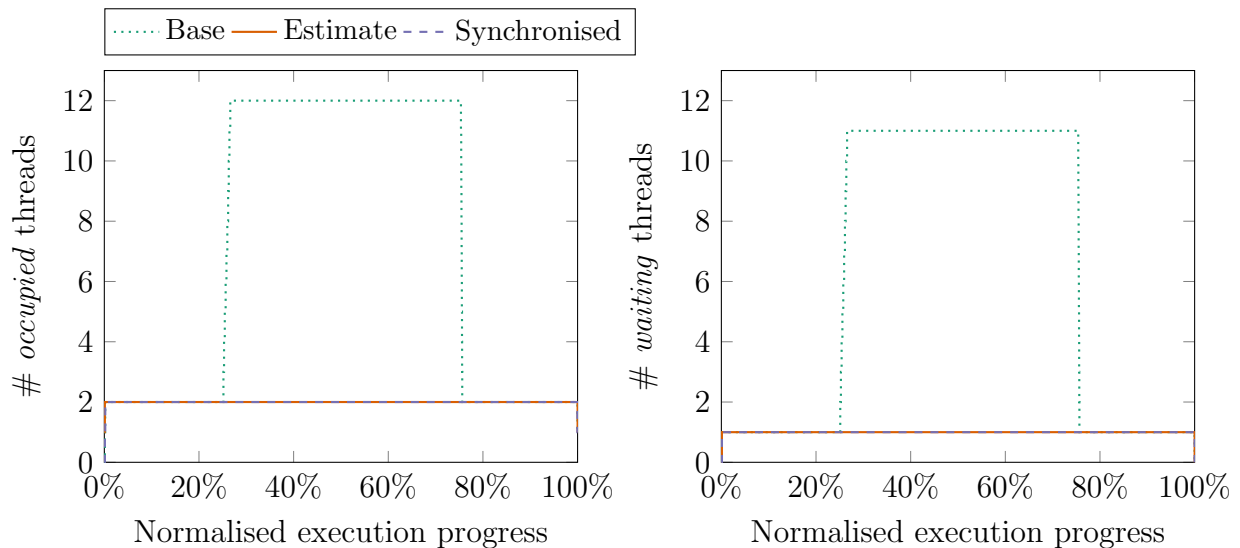 Base Estimate Synchronised
# occupied threads
12
10
8
6
4
2
0
0% 20% 40% 60% 80% 100%
Normalised execution progress
# waiting threads
12
10
8
6
4
2
0
0% 20% 40% 60% 80% 100%
Normalised execution progress